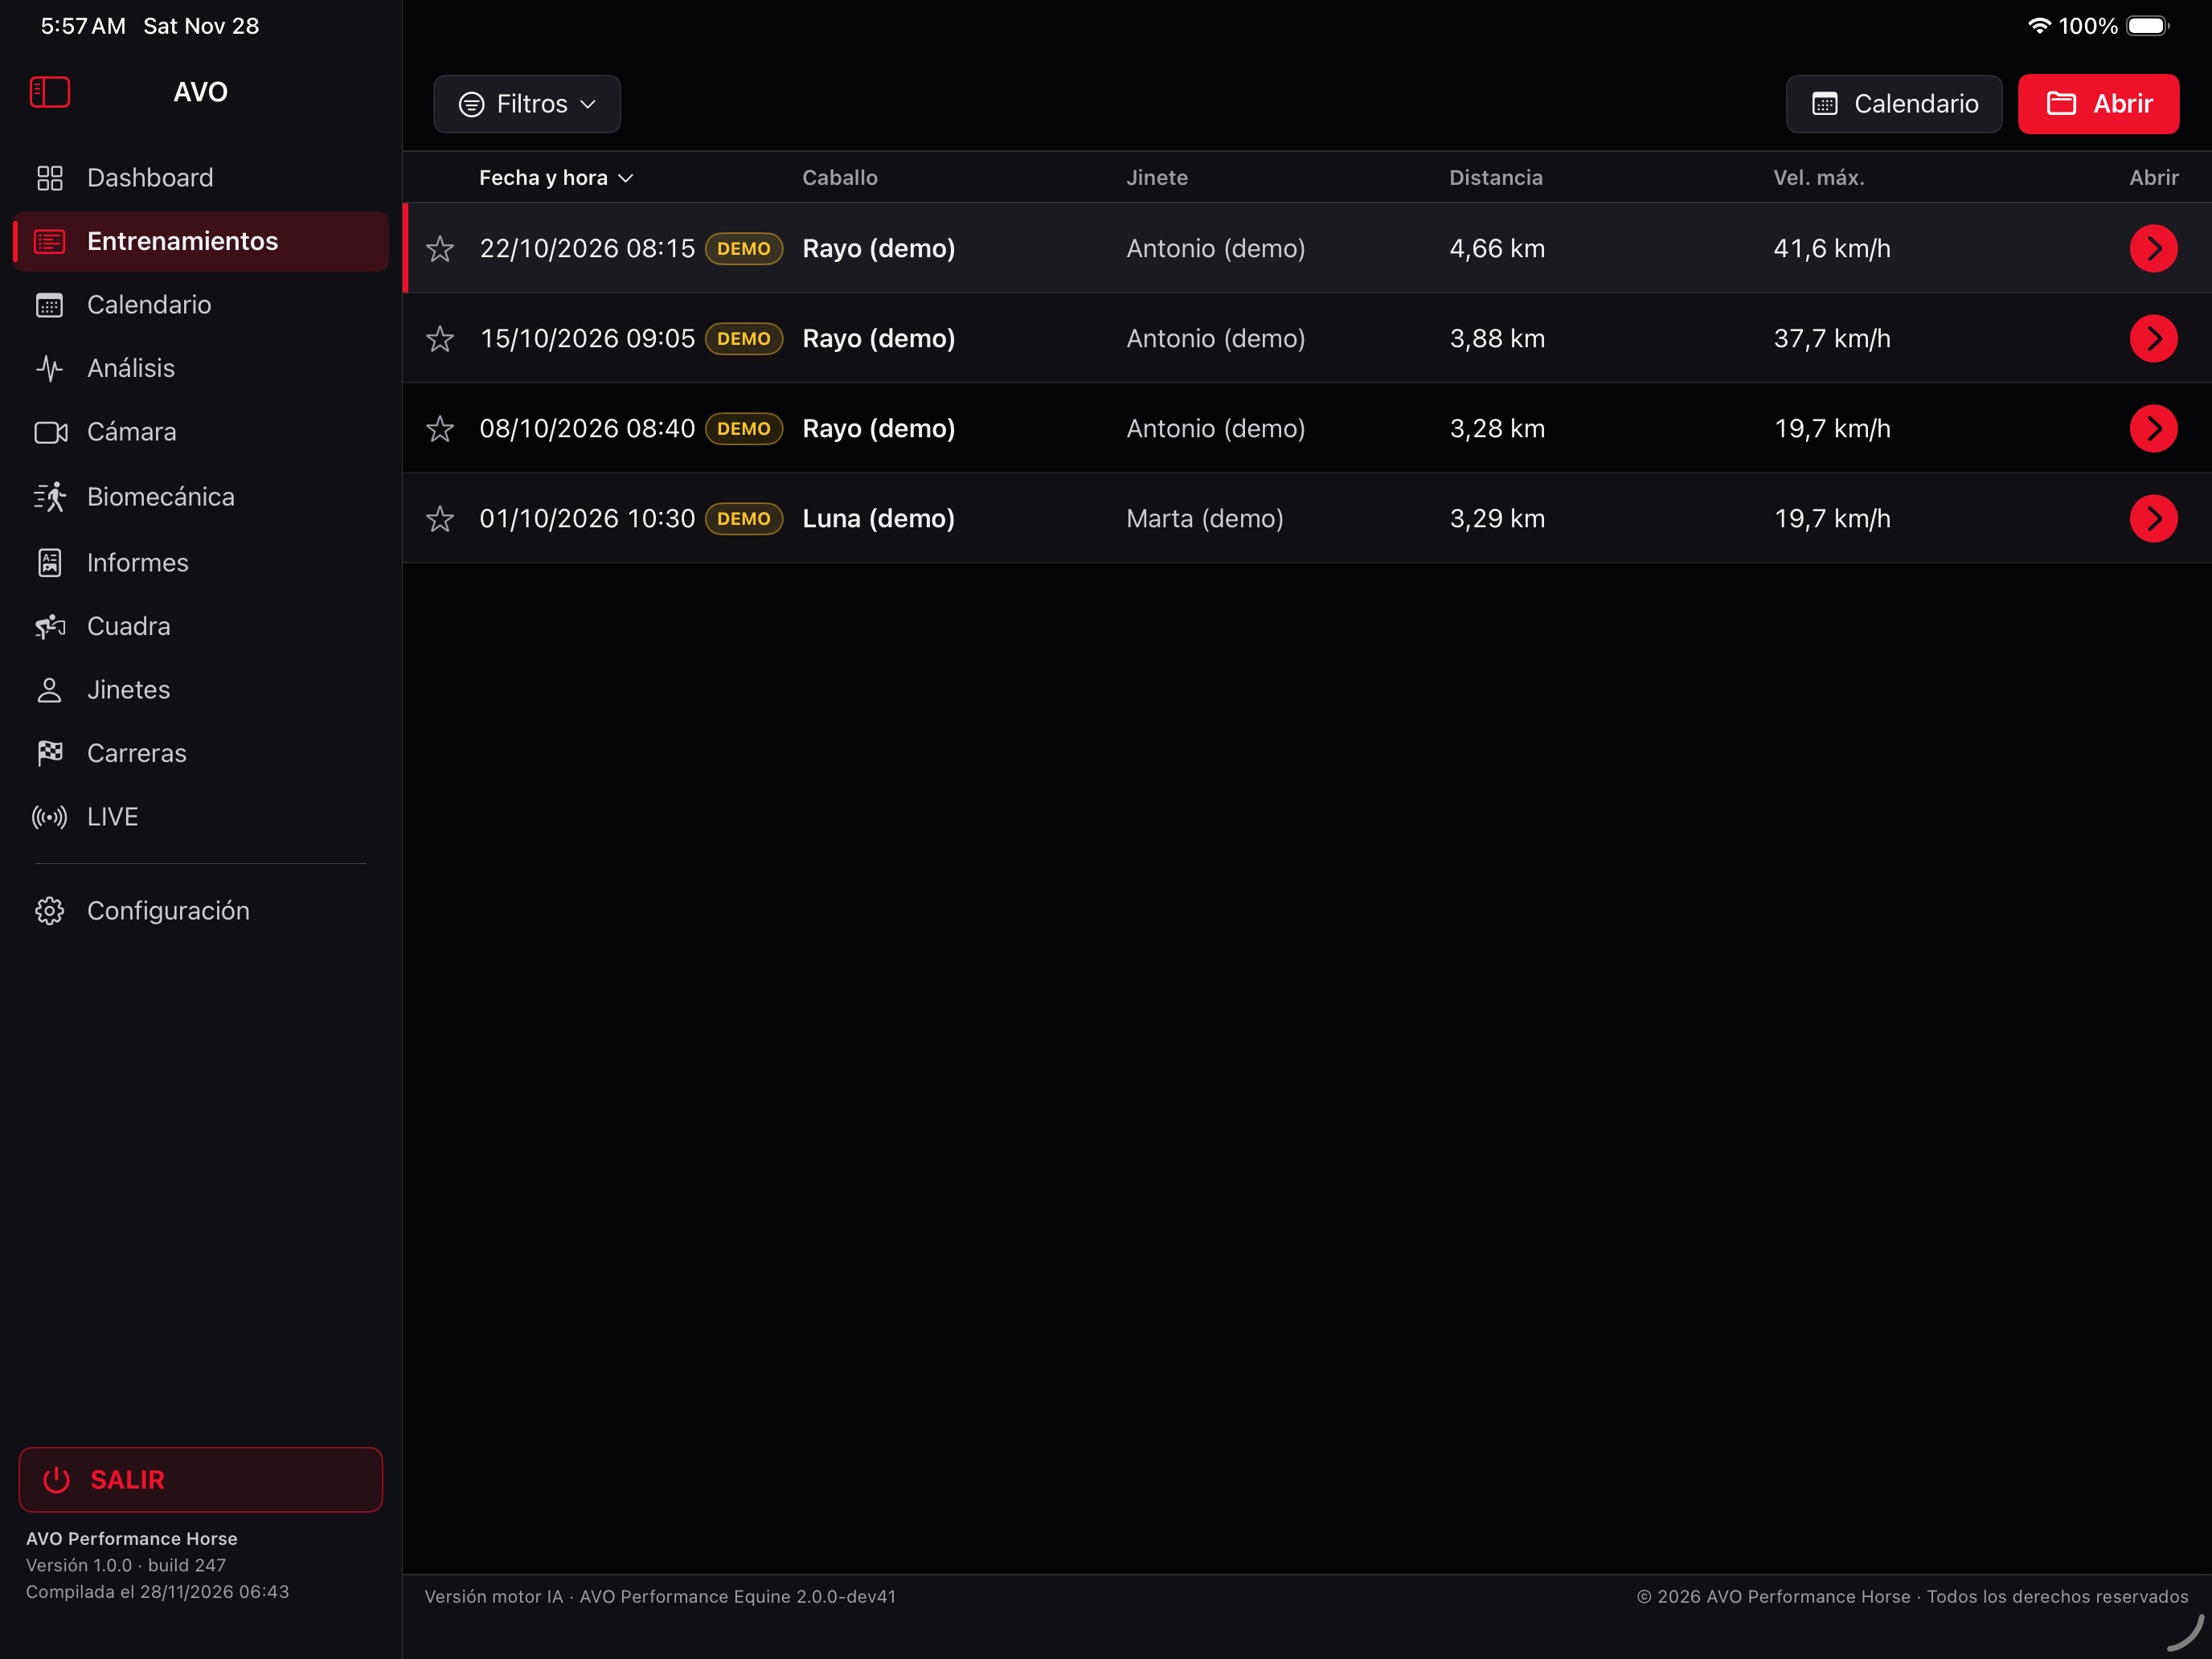 5:57 AM Sat Nov 28
100%
AVO
Dashboard
Entrenamientos
Calendario
Análisis
Cámara
Biomecánica
Informes
Cuadra
Jinetes
Carreras
LIVE
Configuración
SALIR
AVO Performance Horse
Versión 1.0.0 · build 247
Compilada el 28/11/2026 06:43
Filtros
Calendario
Abrir
Fecha y hora Caballo Jinete Distancia Vel. máx. Abrir
22/10/2026 08:15 DEMO Rayo (demo) Antonio (demo) 4,66 km 41,6 km/h
15/10/2026 09:05 DEMO Rayo (demo) Antonio (demo) 3,88 km 37,7 km/h
08/10/2026 08:40 DEMO Rayo (demo) Antonio (demo) 3,28 km 19,7 km/h
01/10/2026 10:30 DEMO Luna (demo) Marta (demo) 3,29 km 19,7 km/h
Versión motor IA · AVO Performance Equine 2.0.0-dev41
© 2026 AVO Performance Horse · Todos los derechos reservados